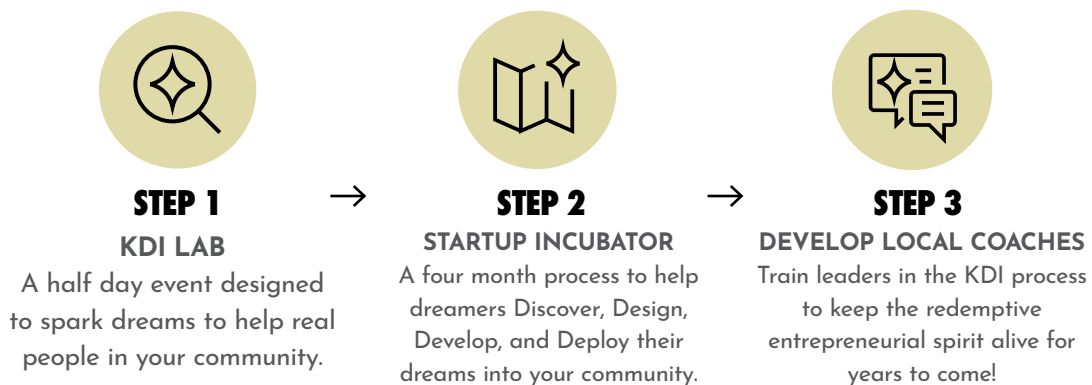 STEP 1
KDI LAB
A half day event designed
to spark dreams to help real
people in your community.
→
STEP 2
STARTUP INCUBATOR
A four month process to help
dreamers Discover, Design,
Develop, and Deploy their
dreams into your community.
→
STEP 3
DEVELOP LOCAL COACHES
Train leaders in the KDI process
to keep the redemptive
entrepreneurial spirit alive for
years to come!